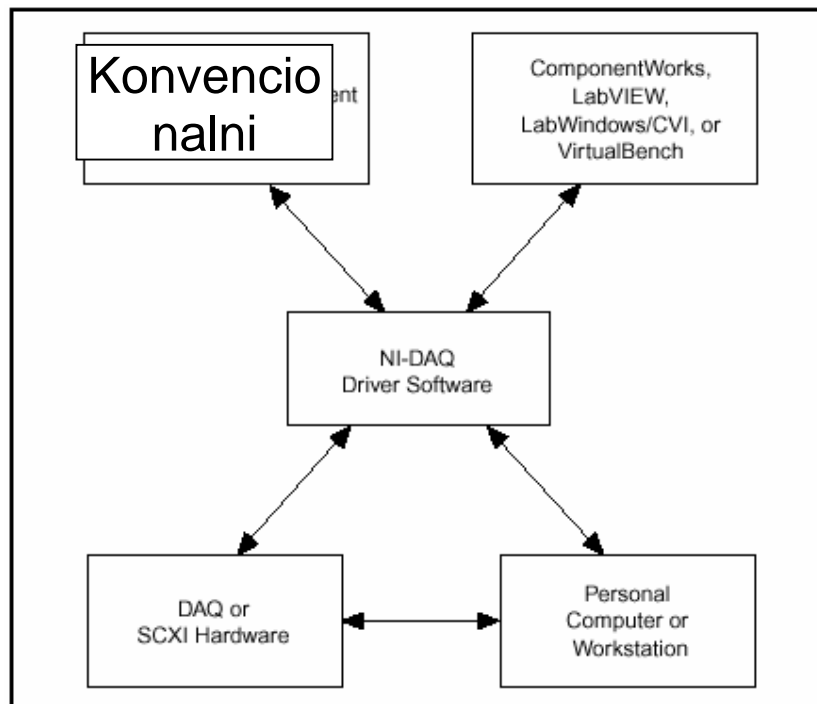 Konvencio
nalni
ComponentWorks,
LabVIEW,
LabWindows/CVI, or
VirtualBench
NI-DAQ
Driver Software
DAQ or
SCXI Hardware
Personal
Computer or
Workstation